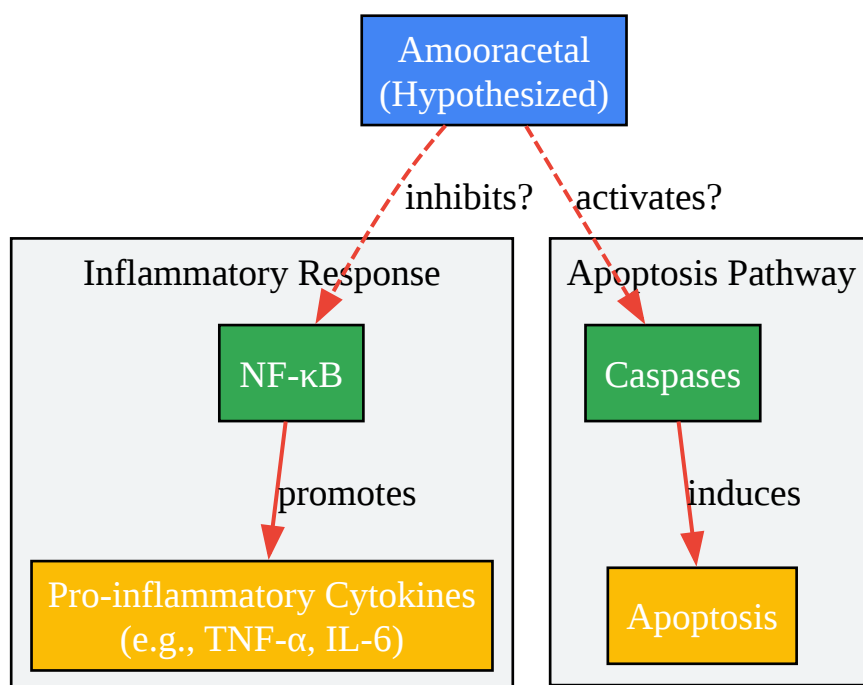 Amooracetal
(Hypothesized)
inhibits?
activates?
Inflammatory Response
Apoptosis Pathway
NF-κB
Caspases
promotes
induces
Pro-inflammatory Cytokines
(e.g., TNF-α, IL-6)
Apoptosis